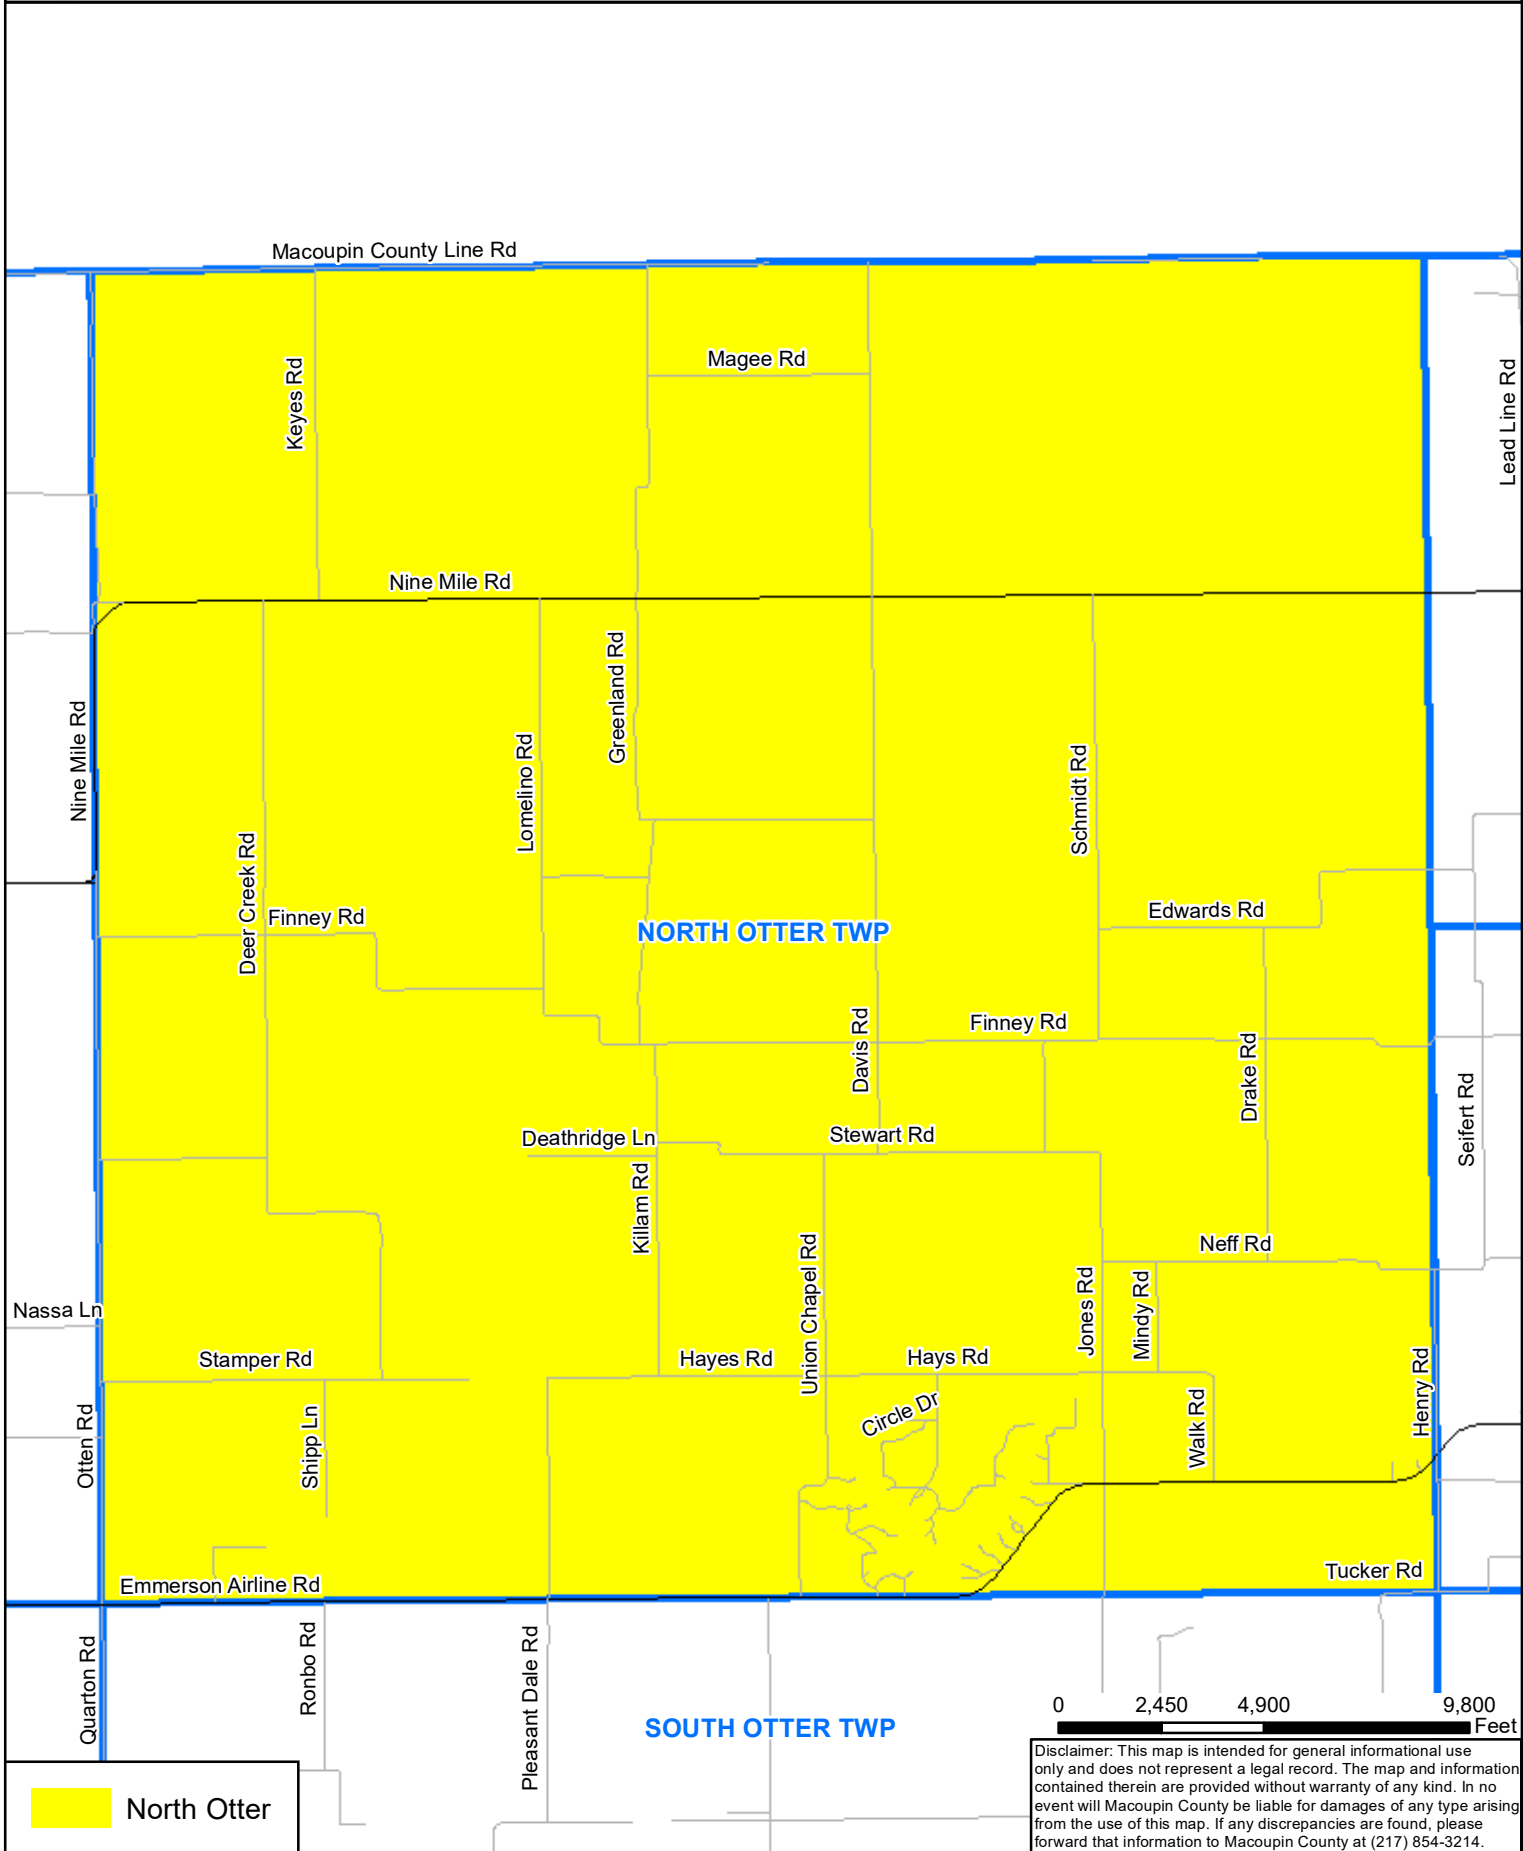 Macoupin County Line Rd
Magee Rd
Keyes Rd
Lead Line Rd
Nine Mile Rd
Greenland Rd
Nine Mile Rd
Lomelino Rd
Schmidt Rd
Deer Creek Rd
Finney Rd
Edwards Rd
NORTH OTTER TWP
Finney Rd
Davis Rd
Drake Rd
Seifert Rd
Deathridge Ln
Stewart Rd
Killam Rd
Union Chapel Rd
Neff Rd
Jones Rd
Mindy Rd
Nassa Ln
Stamper Rd
Hayes Rd
Hays Rd
Henry Rd
Circle Dr
Otten Rd
Shipp Ln
Walk Rd
Emmerson Airline Rd
Tucker Rd
Quarton Rd
Ronbo Rd
Pleasant Dale Rd
SOUTH OTTER TWP
0 2,450 4,900 9,800
Feet
North Otter
Disclaimer: This map is intended for general informational use
only and does not represent a legal record. The map and information
contained therein are provided without warranty of any kind. In no
event will Macoupin County be liable for damages of any type arising
from the use of this map. If any discrepancies are found, please
forward that information to Macoupin County at (217) 854-3214.